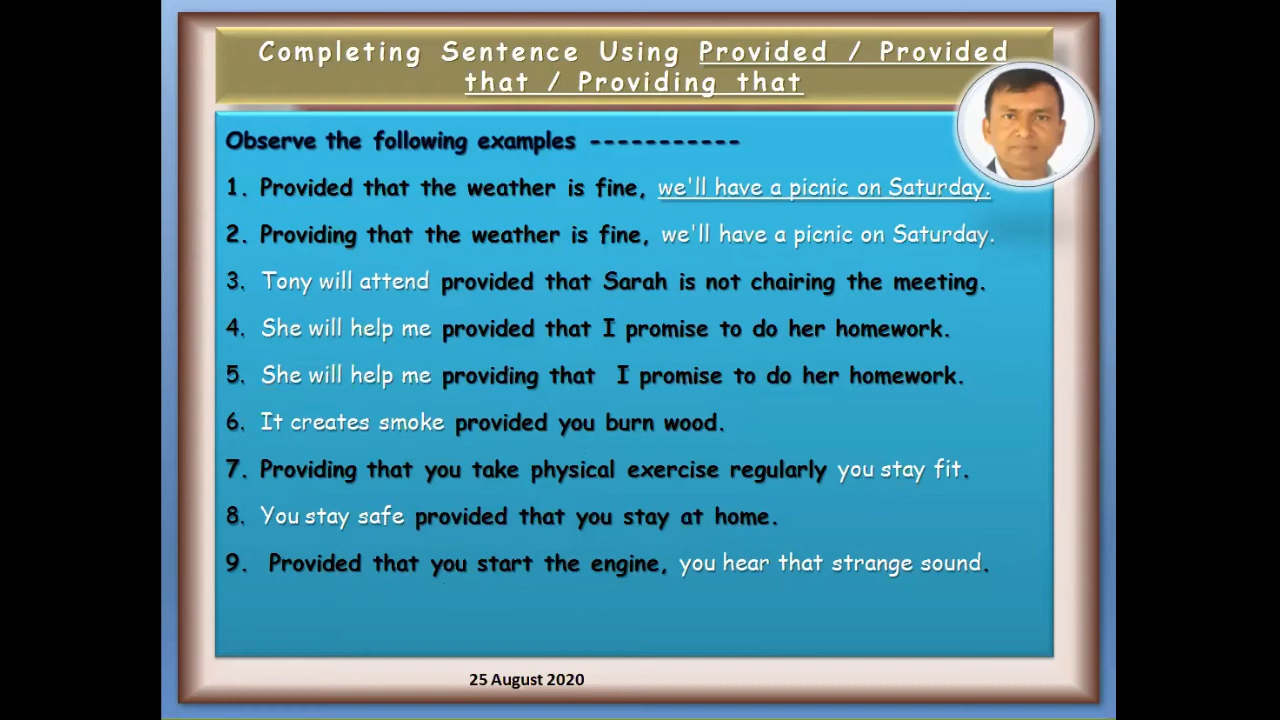 Completing Sentence Using Provided / Provided
that / Providing that
Observe the following examples -----------
1. Provided that the weather is fine, we'll have a picnic on Saturday.
2. Providing that the weather is fine, we'll have a picnic on Saturday.
3. Tony will attend provided that Sarah is not chairing the meeting.
4. She will help me provided that I promise to do her homework.
5. She will help me providing that I promise to do her homework.
6. It creates smoke provided you burn wood.
7. Providing that you take physical exercise regularly you stay fit.
8. You stay safe provided that you stay at home.
9. Provided that you start the engine, you hear that strange sound.
25 August 2020